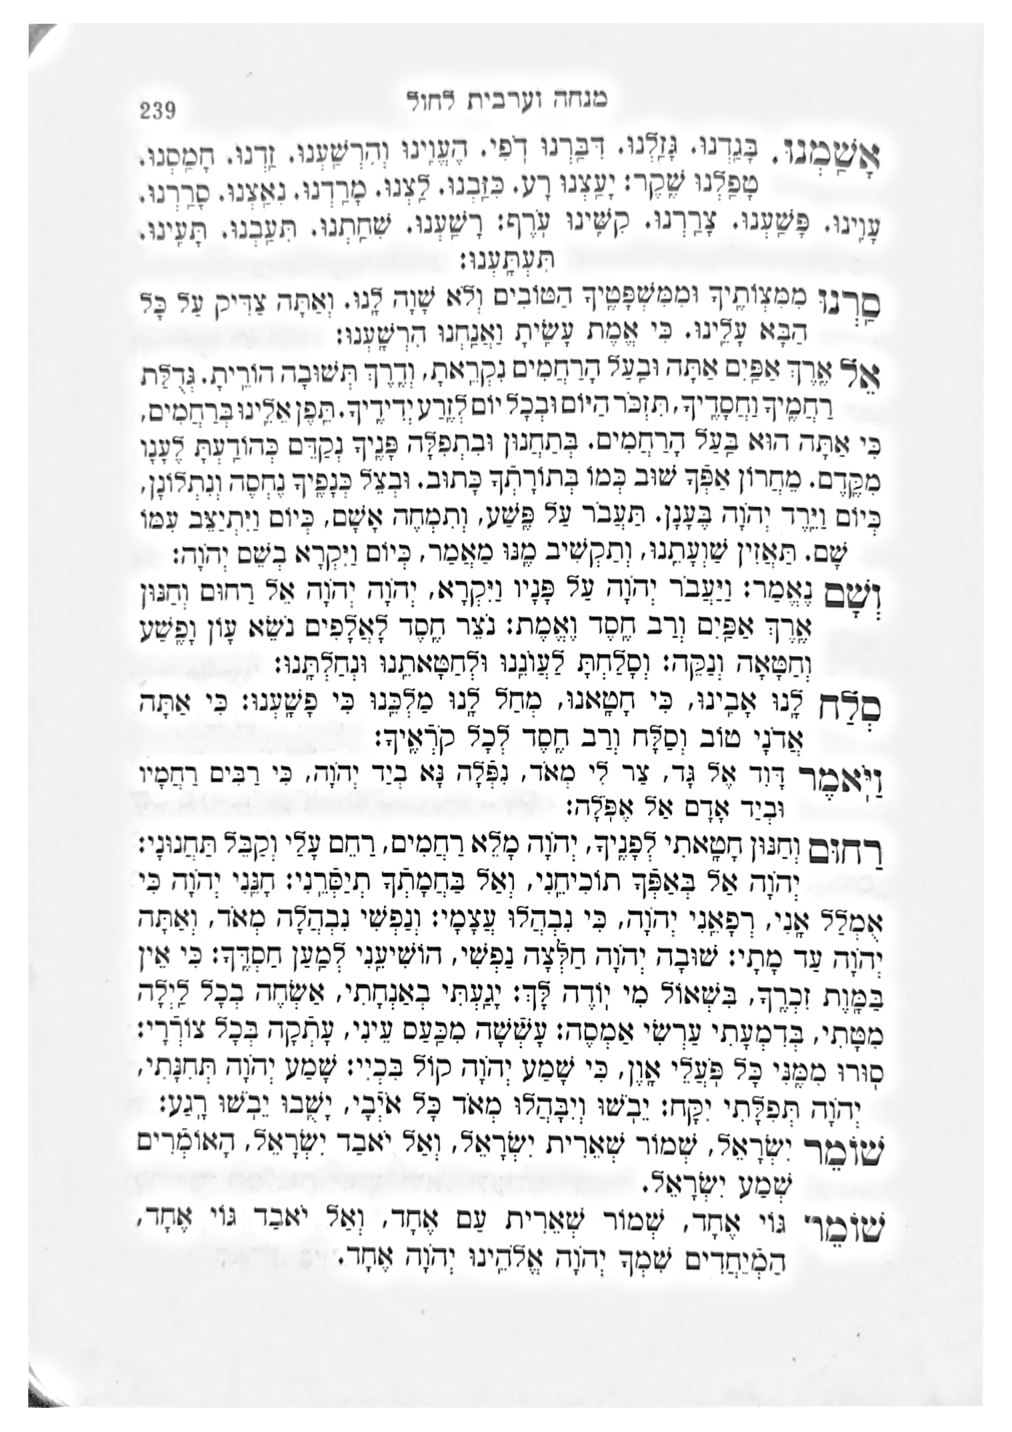 מנחה וערבית לחול
239
אָשַׁמְנוּ. בָּגַדְנוּ. גָּזַלְנוּ. דִּבַּרְנוּ דֹפִי. הֶעֱוִינוּ וְהִרְשַׁעְנוּ. זַדְנוּ. חָמַסְנוּ.
טָפַלְנוּ שֶׁקֶר: יָעַצְנוּ רָע. כִּזַּבְנוּ. לַצְנוּ. מָרַדְנוּ. נִאַצְנוּ. סָרַרְנוּ.
עָוִינוּ. פָּשַׁעְנוּ. צָרַרְנוּ. קִשִּׁינוּ עֹרֶף: רָשַׁעְנוּ. שִׁחַתְנוּ. תִּעַבְנוּ. תָּעִינוּ.
תִּעְתָּעְנוּ:
סַרְנוּ מִמִּצְוֹתֶיךָ וּמִמִּשְׁפָּטֶיךָ הַטּוֹבִים וְלֹא שָׁוָה לָנוּ. וְאַתָּה צַדִּיק עַל כָּל
הַבָּא עָלֵינוּ. כִּי אֱמֶת עָשִׂיתָ וַאֲנַחְנוּ הִרְשָׁעְנוּ:
אֵל אֶרֶךְ אַפַּיִם אַתָּה וּבַעַל הָרַחֲמִים נִקְרֵאתָ, וְדֶרֶךְ תְּשׁוּבָה הוֹרֵיתָ. גְּדֻלַּת
רַחֲמֶיךָ וַחֲסָדֶיךָ, תִּזְכֹּר הַיּוֹם וּבְכָל יוֹם לְזֶרַע יְדִידֶיךָ. תֵּפֶן אֵלֵינוּ בְּרַחֲמִים,
כִּי אַתָּה הוּא בַּעַל הָרַחֲמִים. בְּתַחֲנוּן וּבִתְפִלָּה פָּנֶיךָ נְקַדֵּם כְּהוֹדַעְתָּ לֶעָנָו
מִקֶּדֶם. מֵחֲרוֹן אַפְּךָ שׁוּב כְּמוֹ בְּתוֹרָתְךָ כָּתוּב. וּבְצֵל כְּנָפֶיךָ נֶחְסֶה וְנִתְלוֹנָן,
כְּיוֹם וַיֵּרֶד יְהֹוָה בֶּעָנָן. תַּעֲבֹר עַל פֶּשַׁע, וְתִמְחֶה אָשָׁם, כְּיוֹם וַיִּתְיַצֵּב עִמּוֹ
שָׁם. תַּאֲזִין שַׁוְעָתֵנוּ, וְתַקְשִׁיב מֶנּוּ מַאֲמַר, כְּיוֹם וַיִּקְרָא בְשֵׁם יְהֹוָה:
וְשָׁם נֶאֱמַר: וַיַּעֲבֹר יְהֹוָה עַל פָּנָיו וַיִּקְרָא, יְהֹוָה יְהֹוָה אֵל רַחוּם וְחַנּוּן
אֶרֶךְ אַפַּיִם וְרַב חֶסֶד וֶאֱמֶת: נֹצֵר חֶסֶד לָאֲלָפִים נֹשֵׂא עָוֹן וָפֶשַׁע
וְחַטָּאָה וְנַקֵּה: וְסָלַחְתָּ לַעֲוֹנֵנוּ וּלְחַטָּאתֵנוּ וּנְחַלְתָּנוּ:
סְלַח לָנוּ אָבִינוּ, כִּי חָטָאנוּ, מְחַל לָנוּ מַלְכֵּנוּ כִּי פָשָׁעְנוּ: כִּי אַתָּה
אֲדֹנָי טוֹב וְסַלָּח וְרַב חֶסֶד לְכָל קֹרְאֶיךָ:
וַיֹּאמֶר דָּוִד אֶל גָּד, צַר לִי מְאֹד, נִפְּלָה נָּא בְיַד יְהֹוָה, כִּי רַבִּים רַחֲמָיו
וּבְיַד אָדָם אַל אֶפֹּלָה:
רַחוּם וְחַנּוּן חָטָאתִי לְפָנֶיךָ, יְהֹוָה מָלֵא רַחֲמִים, רַחֵם עָלַי וְקַבֵּל תַּחֲנוּנָי:
יְהֹוָה אַל בְּאַפְּךָ תוֹכִיחֵנִי, וְאַל בַּחֲמָתְךָ תְיַסְּרֵנִי: חָנֵּנִי יְהֹוָה כִּי
אֻמְלַל אָנִי, רְפָאֵנִי יְהֹוָה, כִּי נִבְהֲלוּ עֲצָמָי: וְנַפְשִׁי נִבְהֲלָה מְאֹד, וְאַתָּה
יְהֹוָה עַד מָתָי: שׁוּבָה יְהֹוָה חַלְּצָה נַפְשִׁי, הוֹשִׁיעֵנִי לְמַעַן חַסְדֶּךָ: כִּי אֵין
בַּמָּוֶת זִכְרֶךָ, בִּשְׁאוֹל מִי יוֹדֶה לָּךְ: יָגַעְתִּי בְאַנְחָתִי, אַשְׂחֶה בְכָל לַיְלָה
מִטָּתִי, בְּדִמְעָתִי עַרְשִׂי אַמְסֶה: עָשְׁשָׁה מִכַּעַס עֵינִי, עָתְקָה בְּכָל צוֹרְרָי:
סוּרוּ מִמֶּנִּי כָּל פֹּעֲלֵי אָוֶן, כִּי שָׁמַע יְהֹוָה קוֹל בִּכְיִי: שָׁמַע יְהֹוָה תְּחִנָּתִי,
יְהֹוָה תְּפִלָּתִי יִקָּח: יֵבֹשׁוּ וְיִבָּהֲלוּ מְאֹד כָּל אֹיְבָי, יָשֻׁבוּ יֵבֹשׁוּ רָגַע:
שׁוֹמֵר יִשְׂרָאֵל, שְׁמוֹר שְׁאֵרִית יִשְׂרָאֵל, וְאַל יֹאבַד יִשְׂרָאֵל, הָאוֹמְרִים
שְׁמַע יִשְׂרָאֵל.
שׁוֹמֵר גּוֹי אֶחָד, שְׁמוֹר שְׁאֵרִית עַם אֶחָד, וְאַל יֹאבַד גּוֹי אֶחָד,
הַמְיַחֲדִים שִׁמְךָ יְהֹוָה אֱלֹהֵינוּ יְהֹוָה אֶחָד.